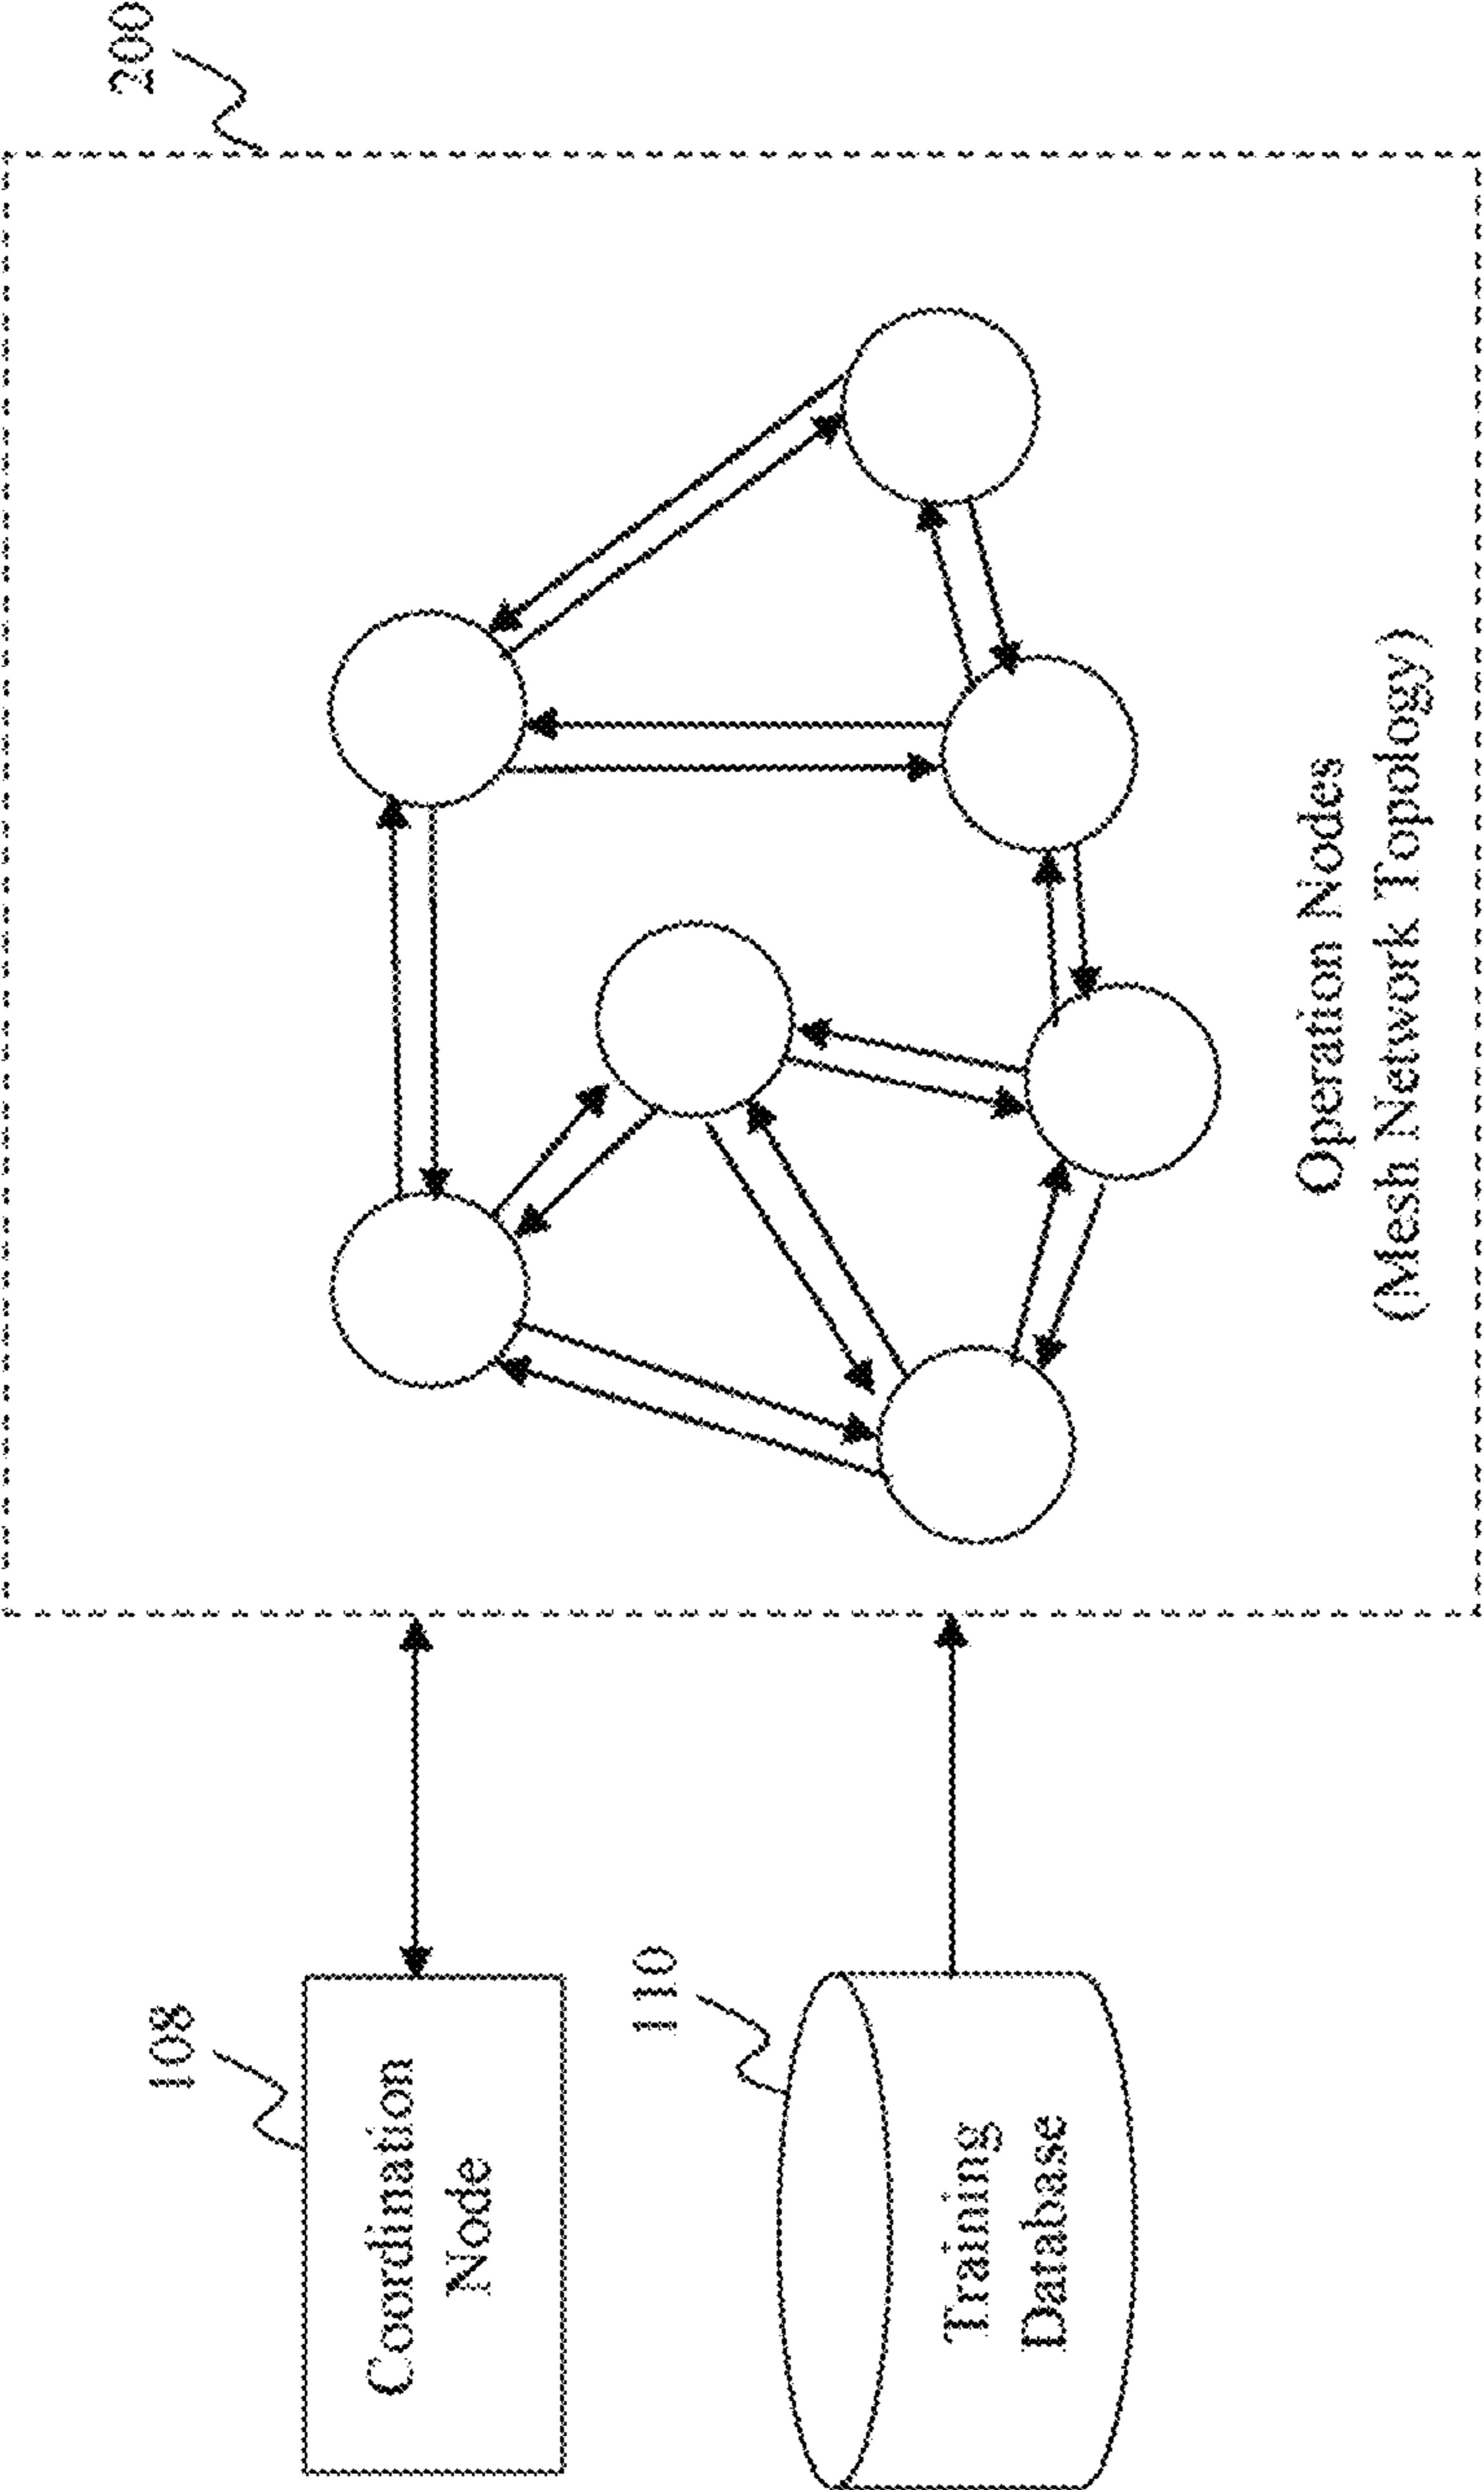 108
Coordination
Node
110
Training
Database
200
Operation Nodes
(Mesh Network Topology)